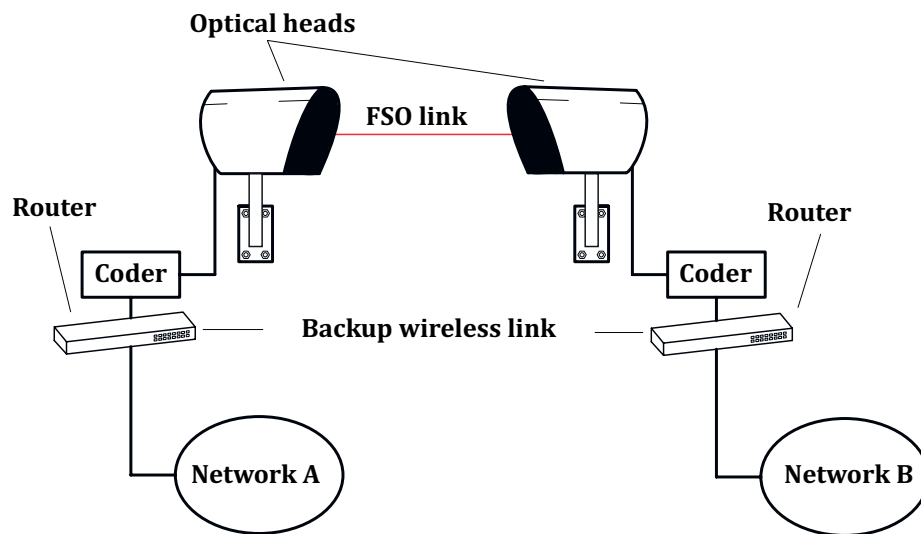 Optical heads
FSO link
Router
Router
Coder
Coder
Backup wireless link
Network A
Network B